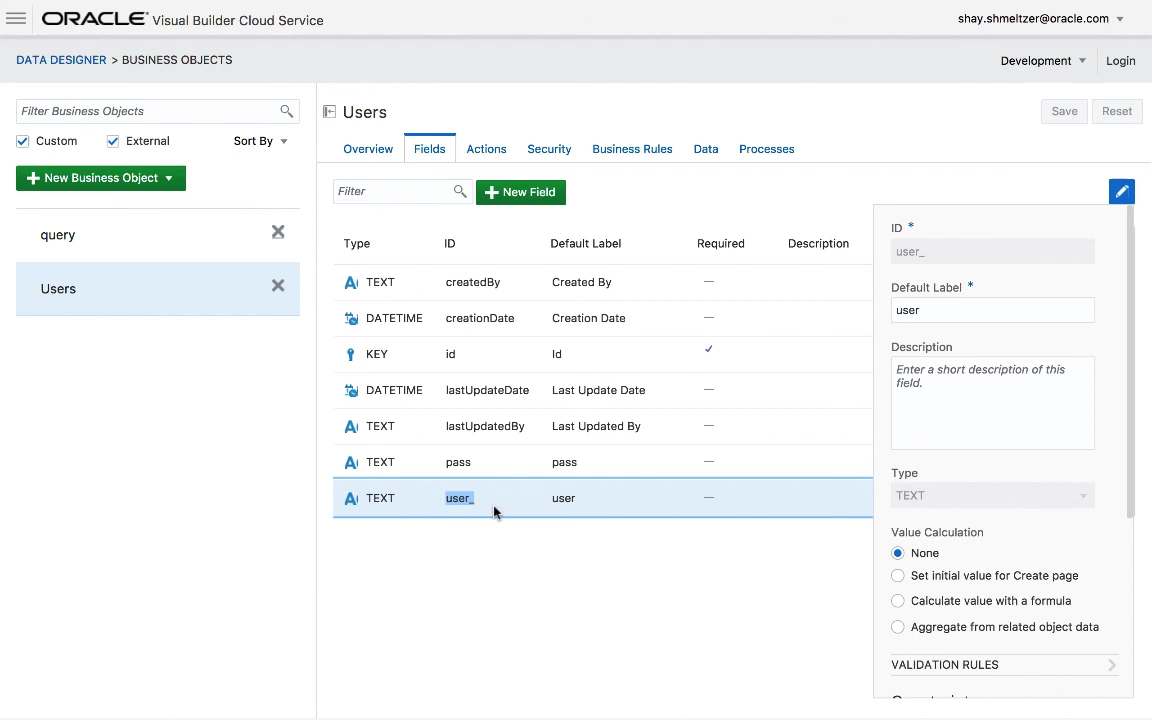 ORACLE Visual Builder Cloud Service
shay.shmeltzer@oracle.com
DATA DESIGNER > BUSINESS OBJECTS
Development
Login
Filter Business Objects
Custom
External
Sort By
New Business Object
query
Users
Users
Save
Reset
Overview
Fields
Actions
Security
Business Rules
Data
Processes
Filter
New Field
Type ID Default Label Required Description
TEXT createdBy Created By
DATETIME creationDate Creation Date
KEY id Id
DATETIME lastUpdateDate Last Update Date
TEXT lastUpdatedBy Last Updated By
TEXT pass pass
TEXT user_ user
ID *
user_
Default Label *
user
Description
Enter a short description of this
field.
Type
TEXT
Value Calculation
None
Set initial value for Create page
Calculate value with a formula
Aggregate from related object data
VALIDATION RULES